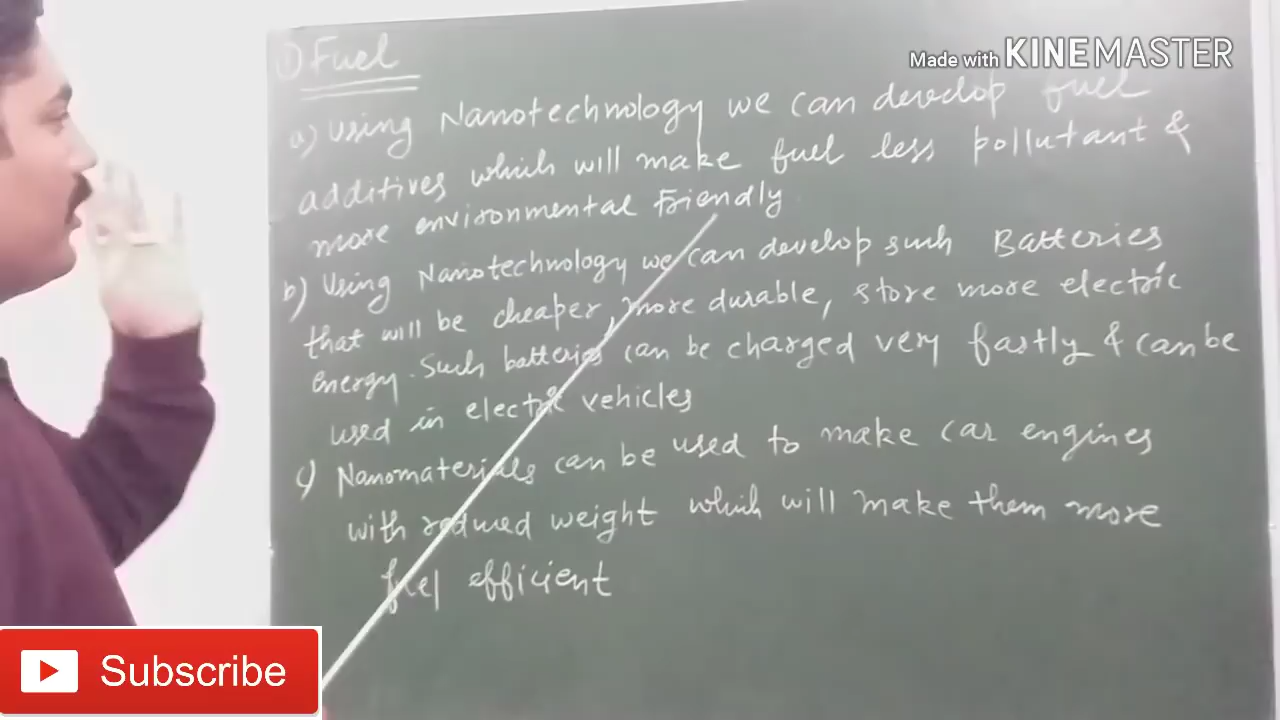 Made with KINEMASTER
1) Fuel
a) Using Nanotechnology we can develop fuel
additives which will make fuel less pollutant &
more environmental Friendly
b) Using Nanotechnology we can develop such Batteries
that will be cheaper, more durable, store more electric
energy. Such batteries can be charged very fastly & can be
used in electric vehicles
c) Nanomaterials can be used to make car engines
with reduced weight which will make them more
fuel efficient
Subscribe